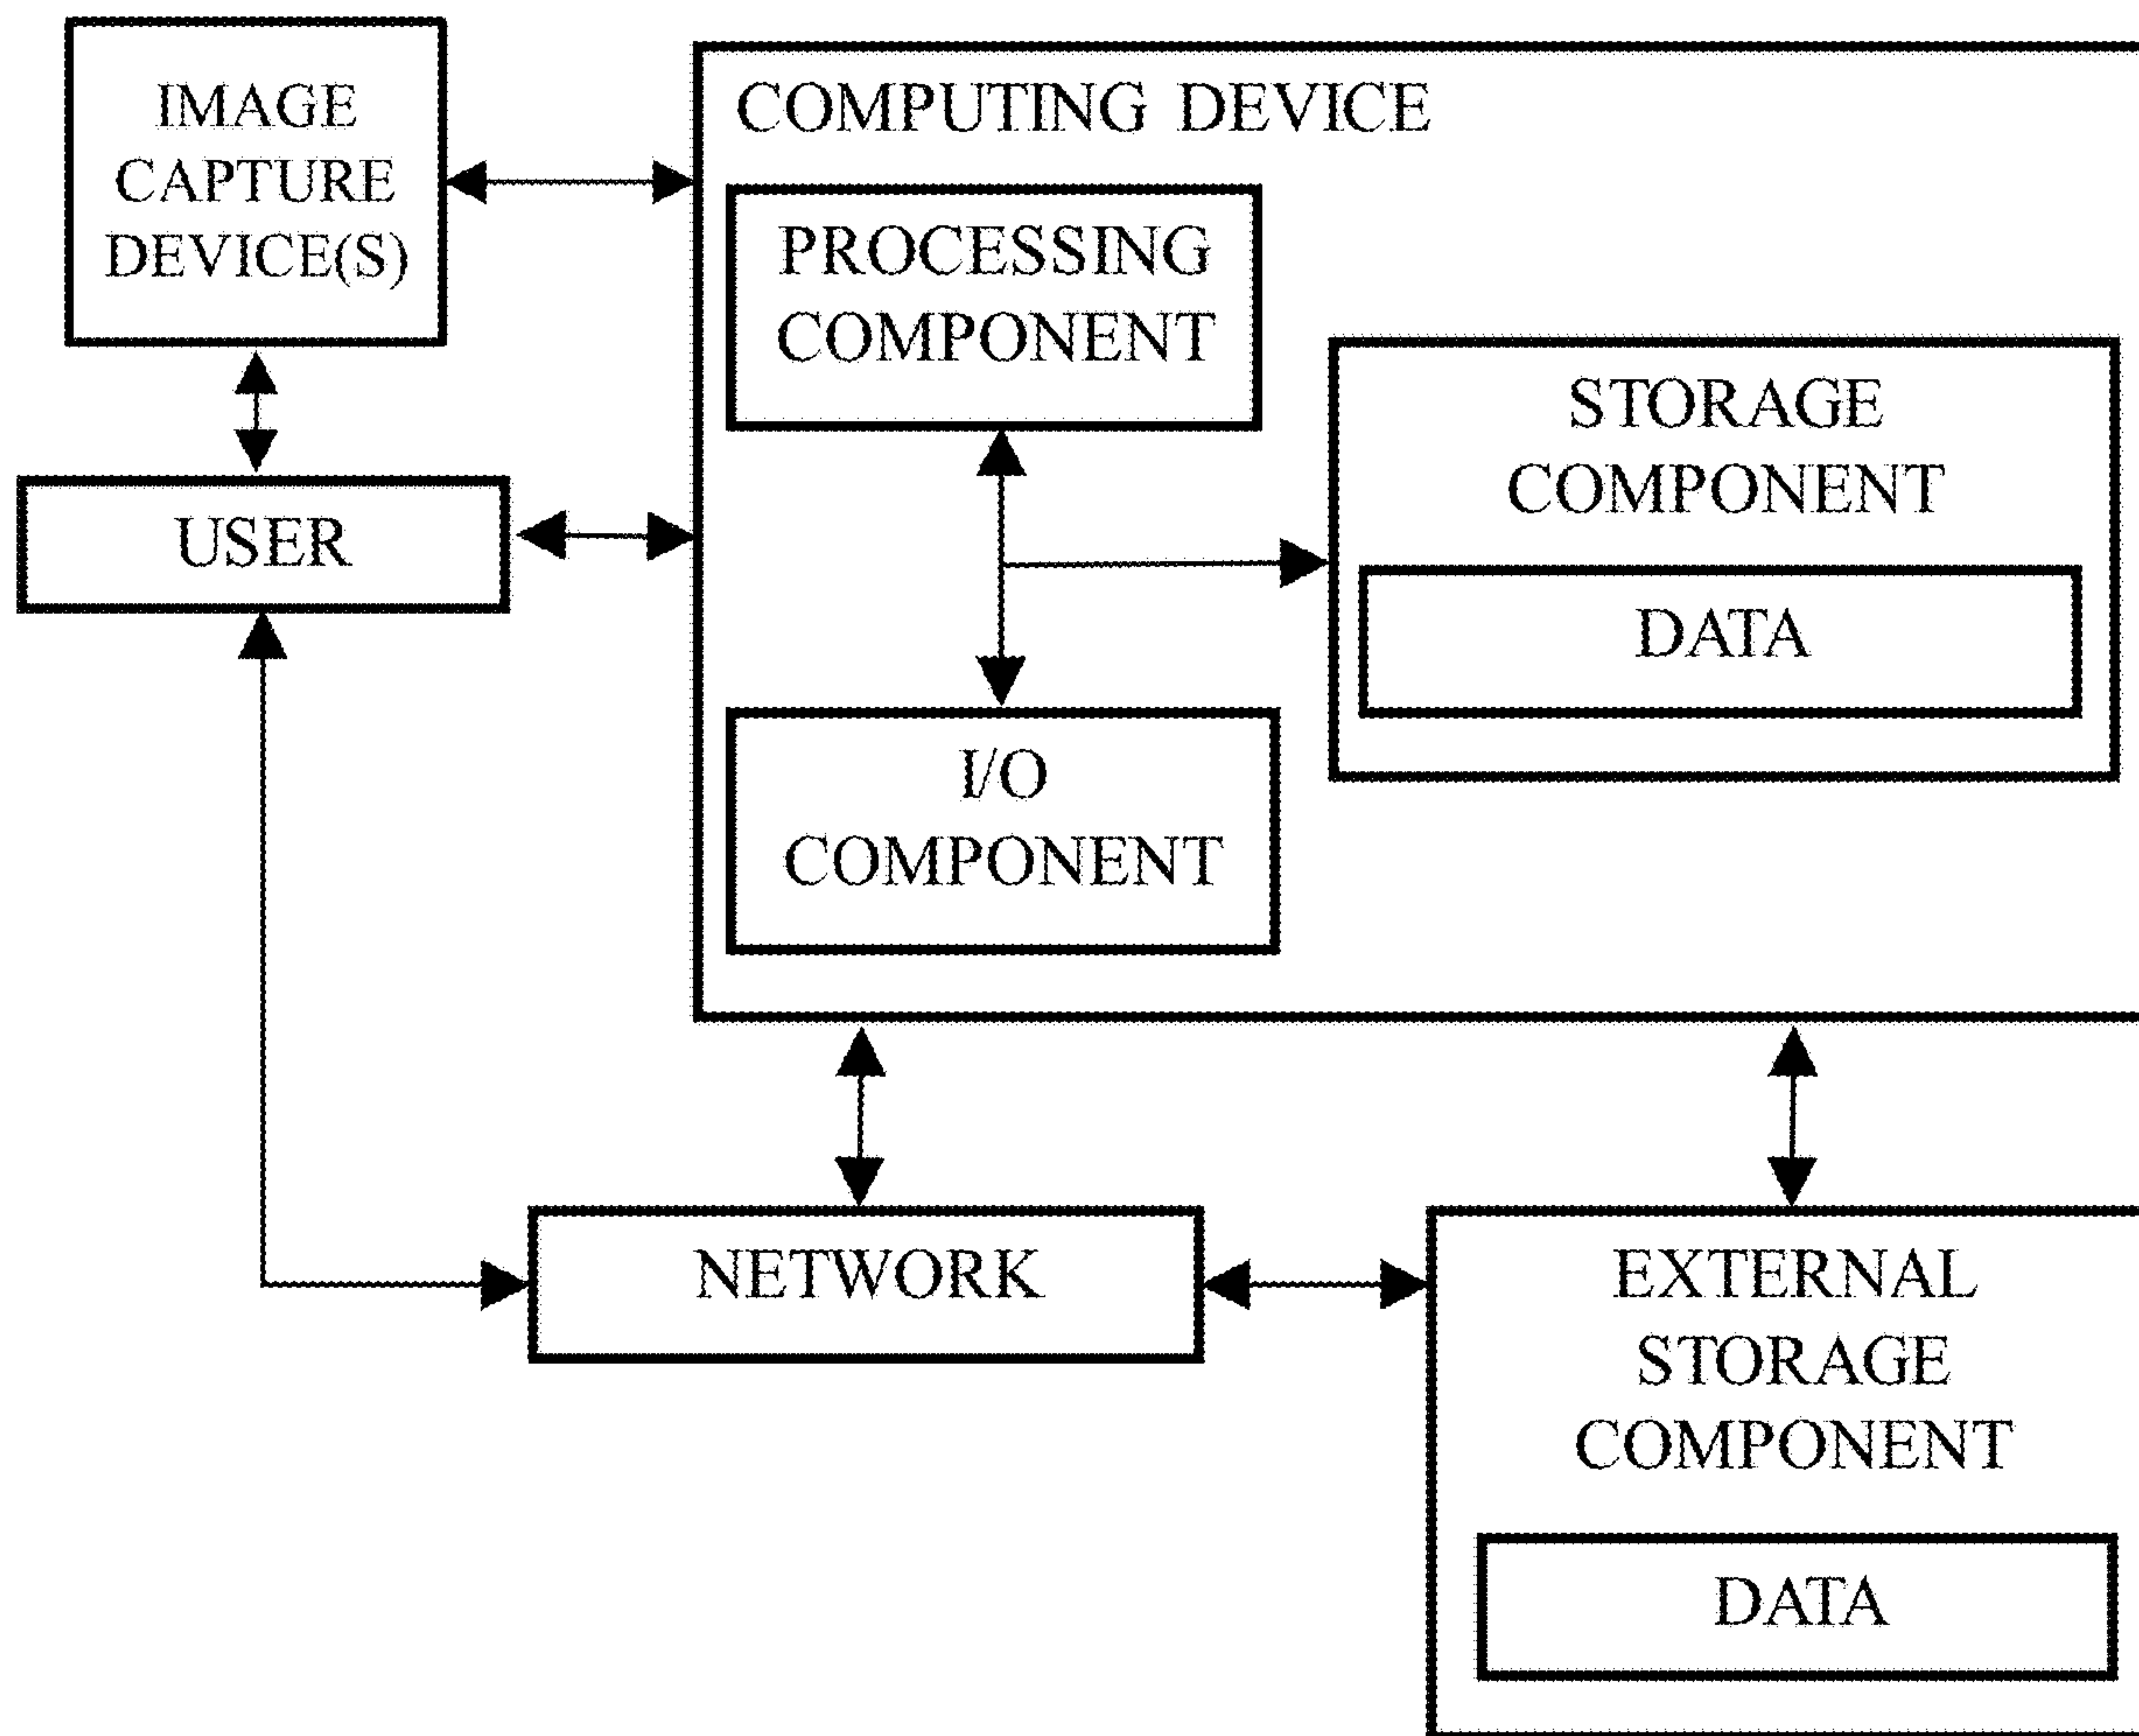 IMAGE
CAPTURE
DEVICE(S)
COMPUTING DEVICE
PROCESSING
COMPONENT
STORAGE
COMPONENT
DATA
USER
I/O
COMPONENT
NETWORK
EXTERNAL
STORAGE
COMPONENT
DATA